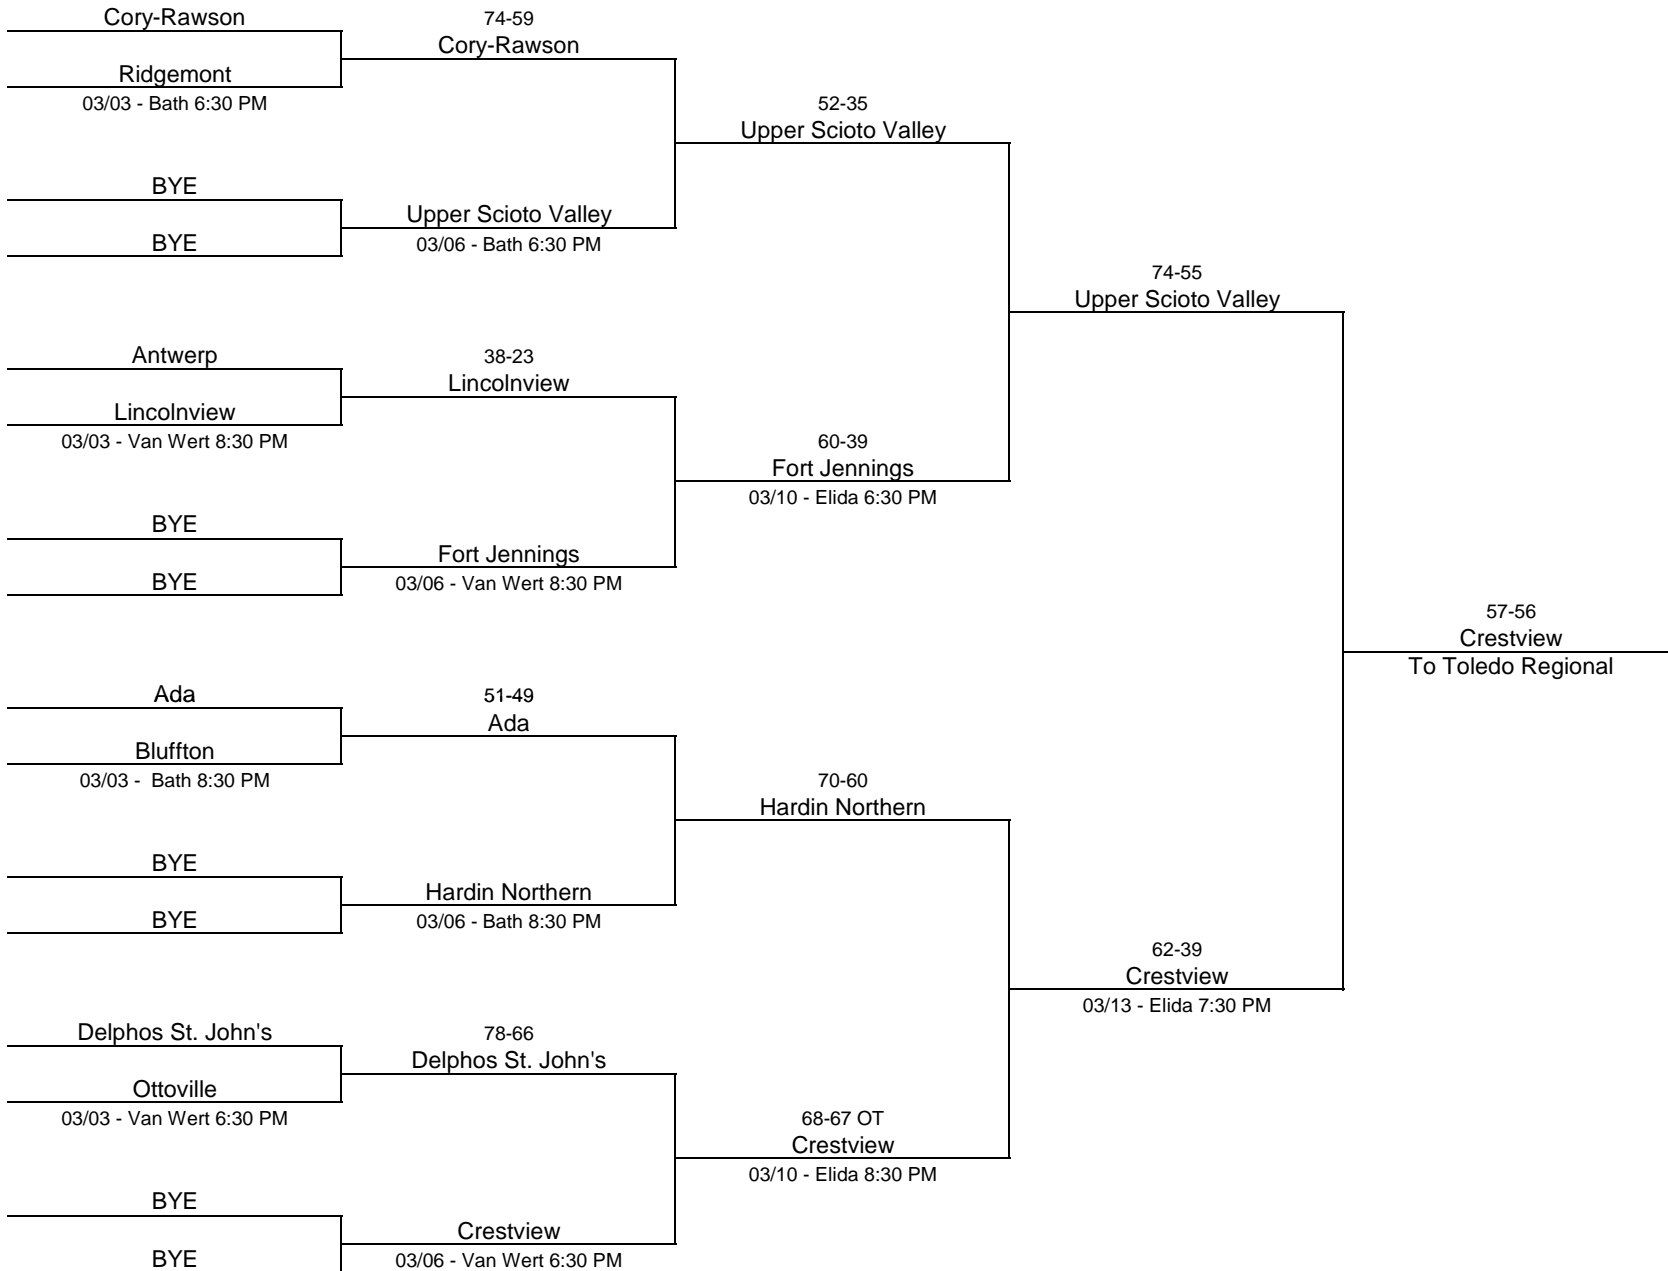 Cory-Rawson
Ridgemont
03/03 - Bath 6:30 PM
BYE
BYE
Antwerp
Lincolnview
03/03 - Van Wert 8:30 PM
BYE
BYE
Ada
Bluffton
03/03 -  Bath 8:30 PM
BYE
BYE
Delphos St. John's
Ottoville
03/03 - Van Wert 6:30 PM
BYE
BYE
74-59
Cory-Rawson
Upper Scioto Valley
03/06 - Bath 6:30 PM
38-23
Lincolnview
Fort Jennings
03/06 - Van Wert 8:30 PM
51-49
Ada
Hardin Northern
03/06 - Bath 8:30 PM
78-66
Delphos St. John's
Crestview
03/06 - Van Wert 6:30 PM
52-35
Upper Scioto Valley
60-39
Fort Jennings
03/10 - Elida 6:30 PM
70-60
Hardin Northern
68-67 OT
Crestview
03/10 - Elida 8:30 PM
74-55
Upper Scioto Valley
62-39
Crestview
03/13 - Elida 7:30 PM
57-56
Crestview
To Toledo Regional